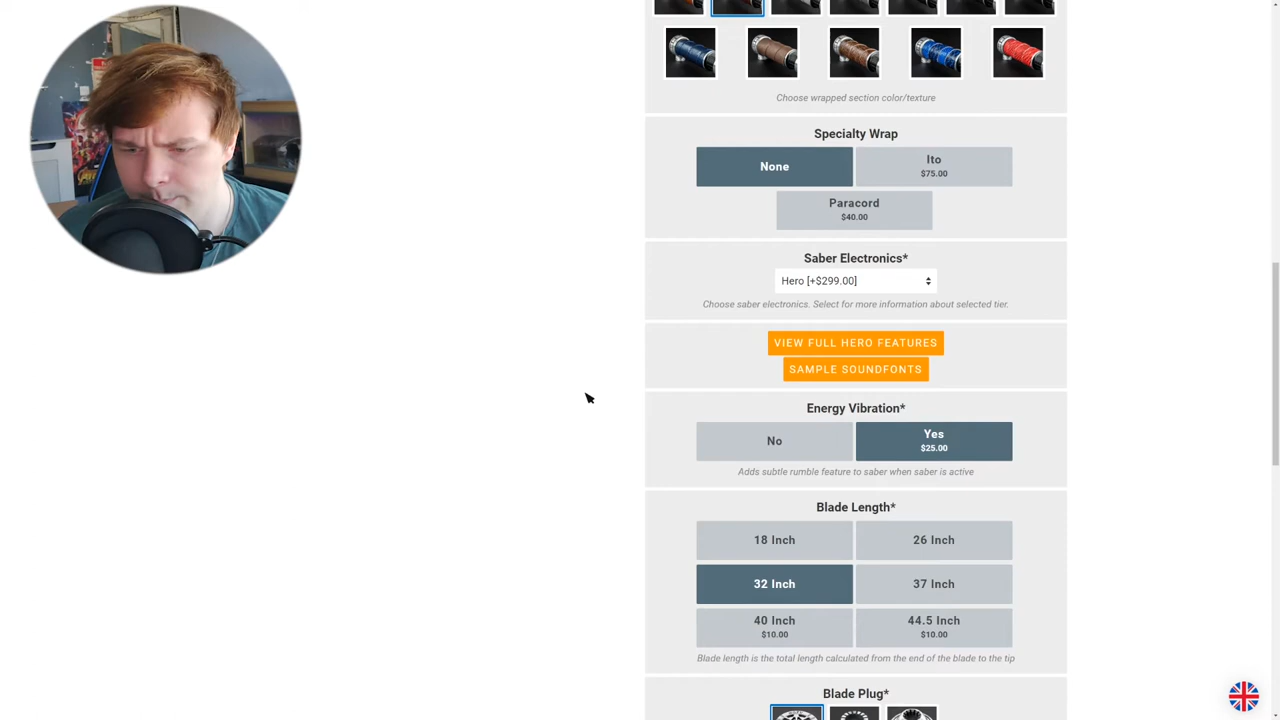 Choose wrapped section color/texture
Specialty Wrap
None
Ito
$75.00
Paracord
$40.00
Saber Electronics*
Hero [+$299.00]
Choose saber electronics. Select for more information about selected tier.
VIEW FULL HERO FEATURES
SAMPLE SOUNDFONTS
Energy Vibration*
No
Yes
$25.00
Adds subtle rumble feature to saber when saber is active
Blade Length*
18 Inch
26 Inch
32 Inch
37 Inch
40 Inch
$10.00
44.5 Inch
$10.00
Blade length is the total length calculated from the end of the blade to the tip
Blade Plug*